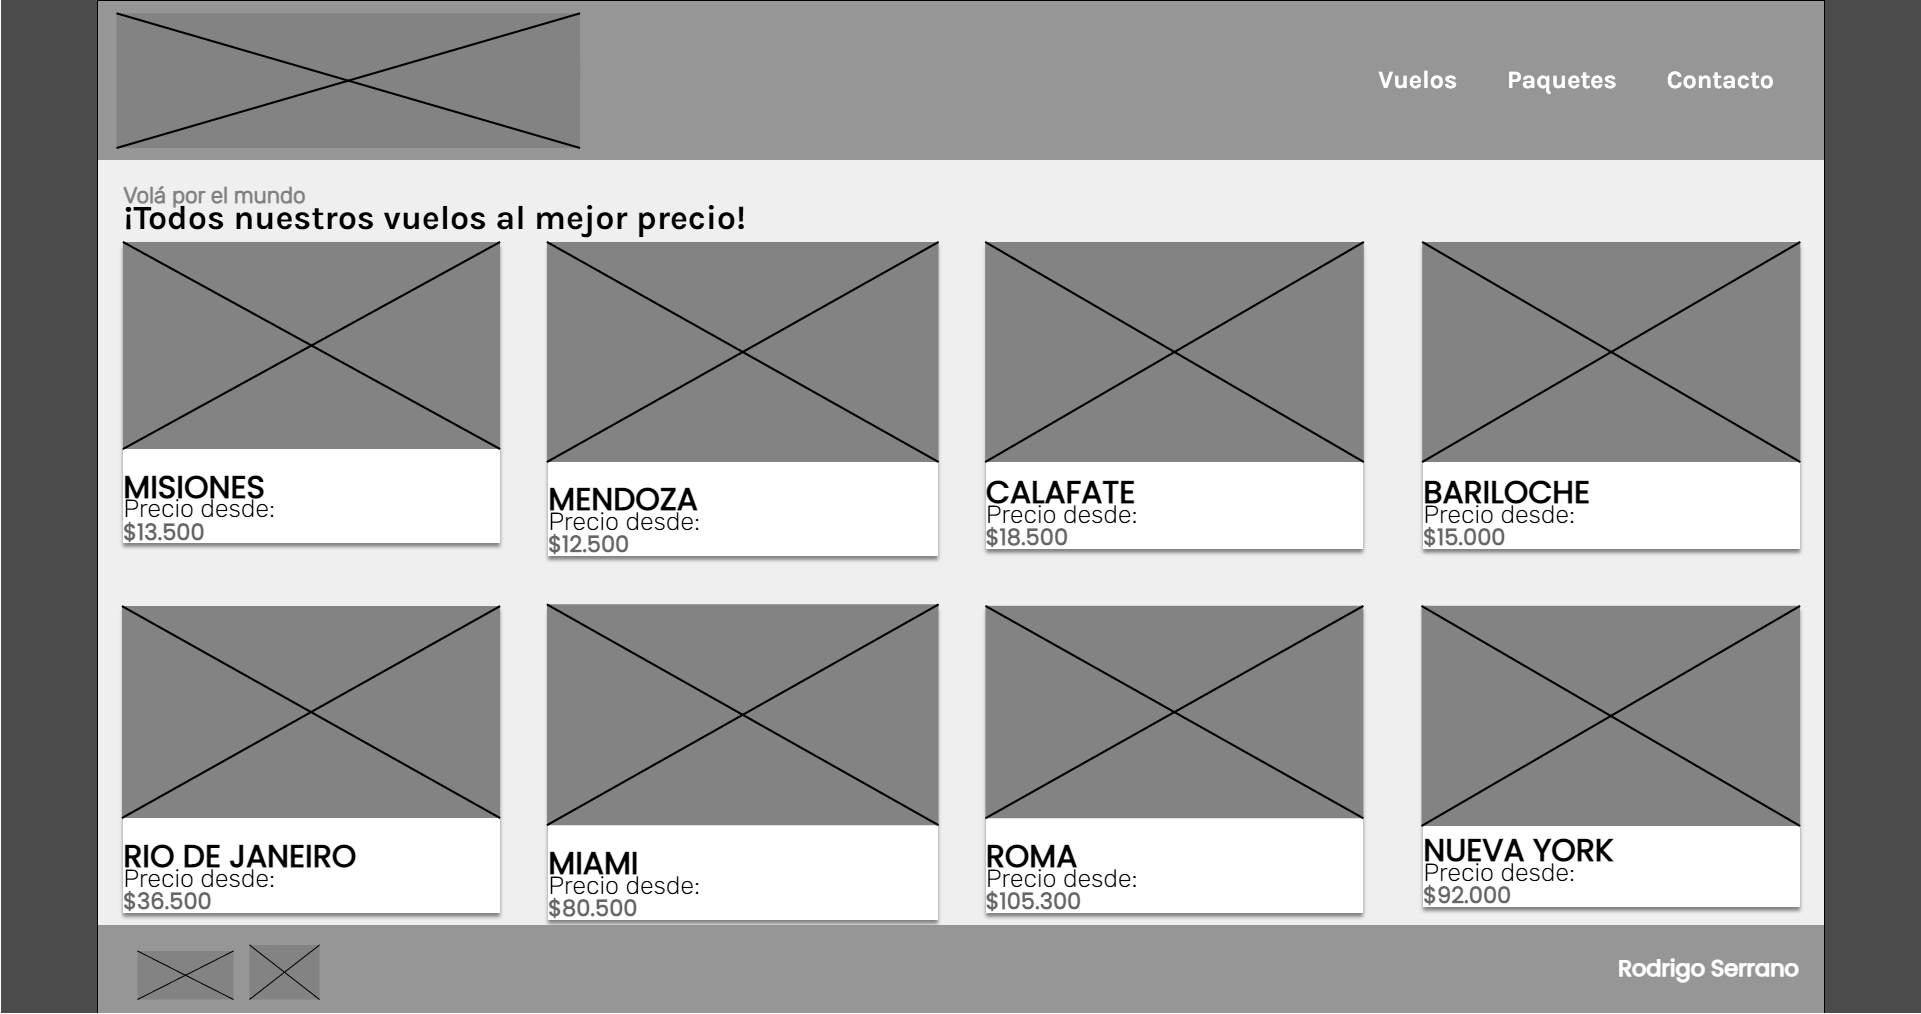 Vuelos Paquetes Contacto
Volá por el mundo
¡Todos nuestros vuelos al mejor precio!
MISIONES
Precio desde:
$13.500
MENDOZA
Precio desde:
$12.500
CALAFATE
Precio desde:
$18.500
BARILOCHE
Precio desde:
$15.000
RIO DE JANEIRO
Precio desde:
$36.500
MIAMI
Precio desde:
$80.500
ROMA
Precio desde:
$105.300
NUEVA YORK
Precio desde:
$92.000
Rodrigo Serrano